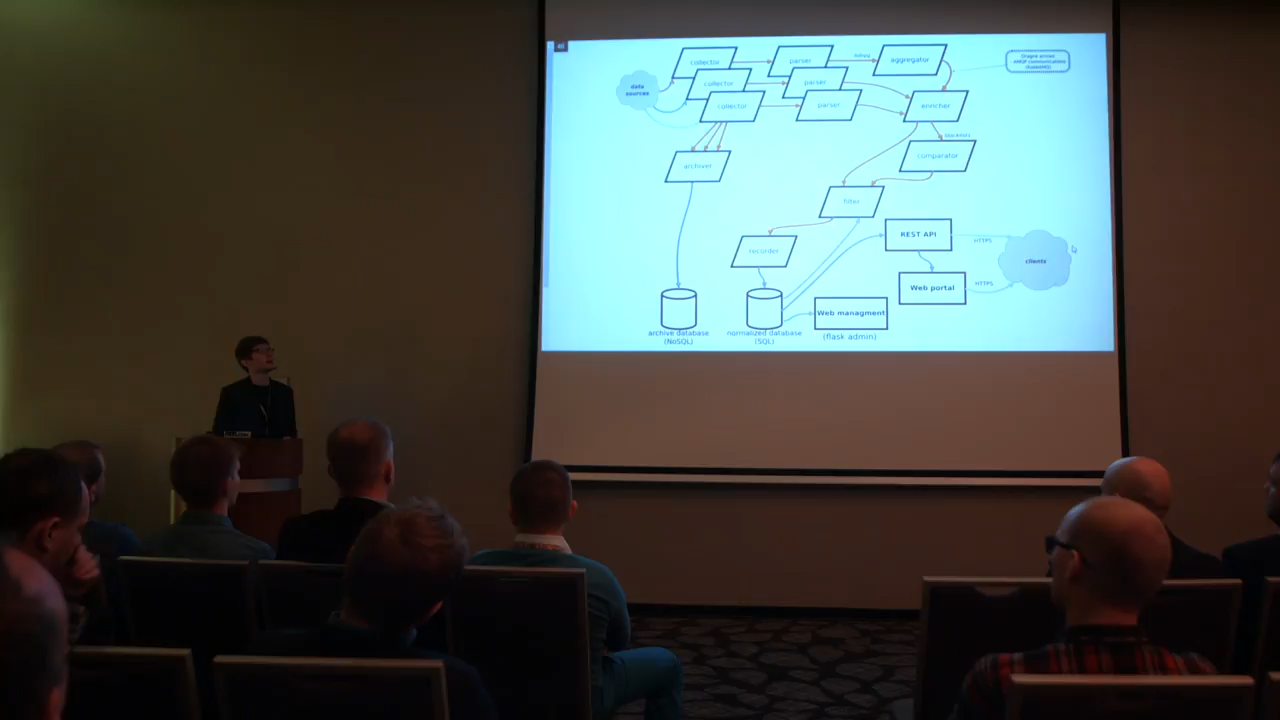 40
collector
parser
aggregator
collector
parser
data
sources
collector
parser
enricher
archiver
comparator
filter
recorder
REST API
HTTPS
clients
Web portal
HTTPS
Web managment
(flask admin)
archive database
(NoSQL)
normalized database
(SQL)